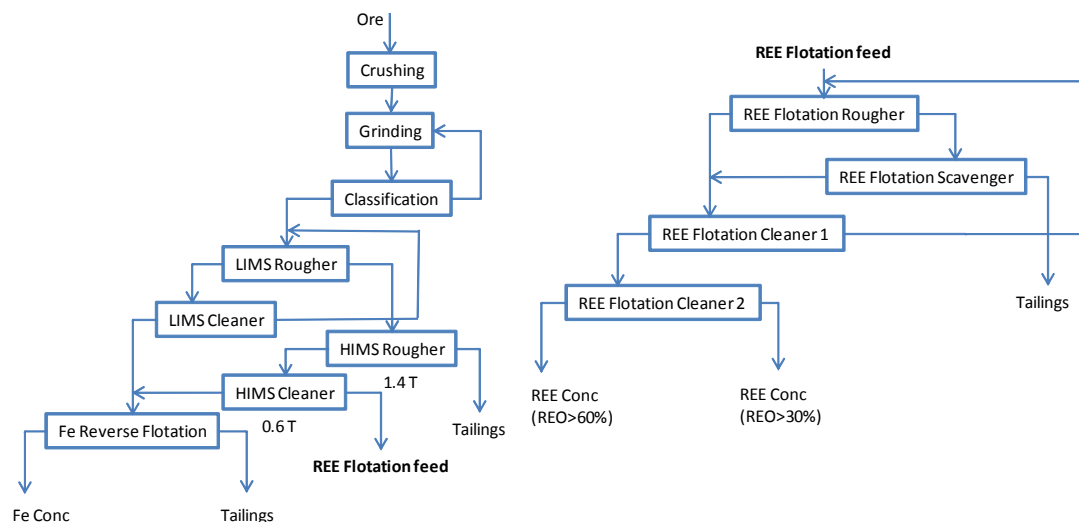 Ore
Crushing
Grinding
Classification
LIMS Rougher
LIMS Cleaner
HIMS Rougher
1.4 T
HIMS Cleaner
0.6 T
Tailings
Fe Reverse Flotation
REE Flotation feed
Fe Conc
Tailings
REE Flotation feed
REE Flotation Rougher
REE Flotation Scavenger
REE Flotation Cleaner 1
Tailings
REE Flotation Cleaner 2
REE Conc
(REO>60%)
REE Conc
(REO>30%)